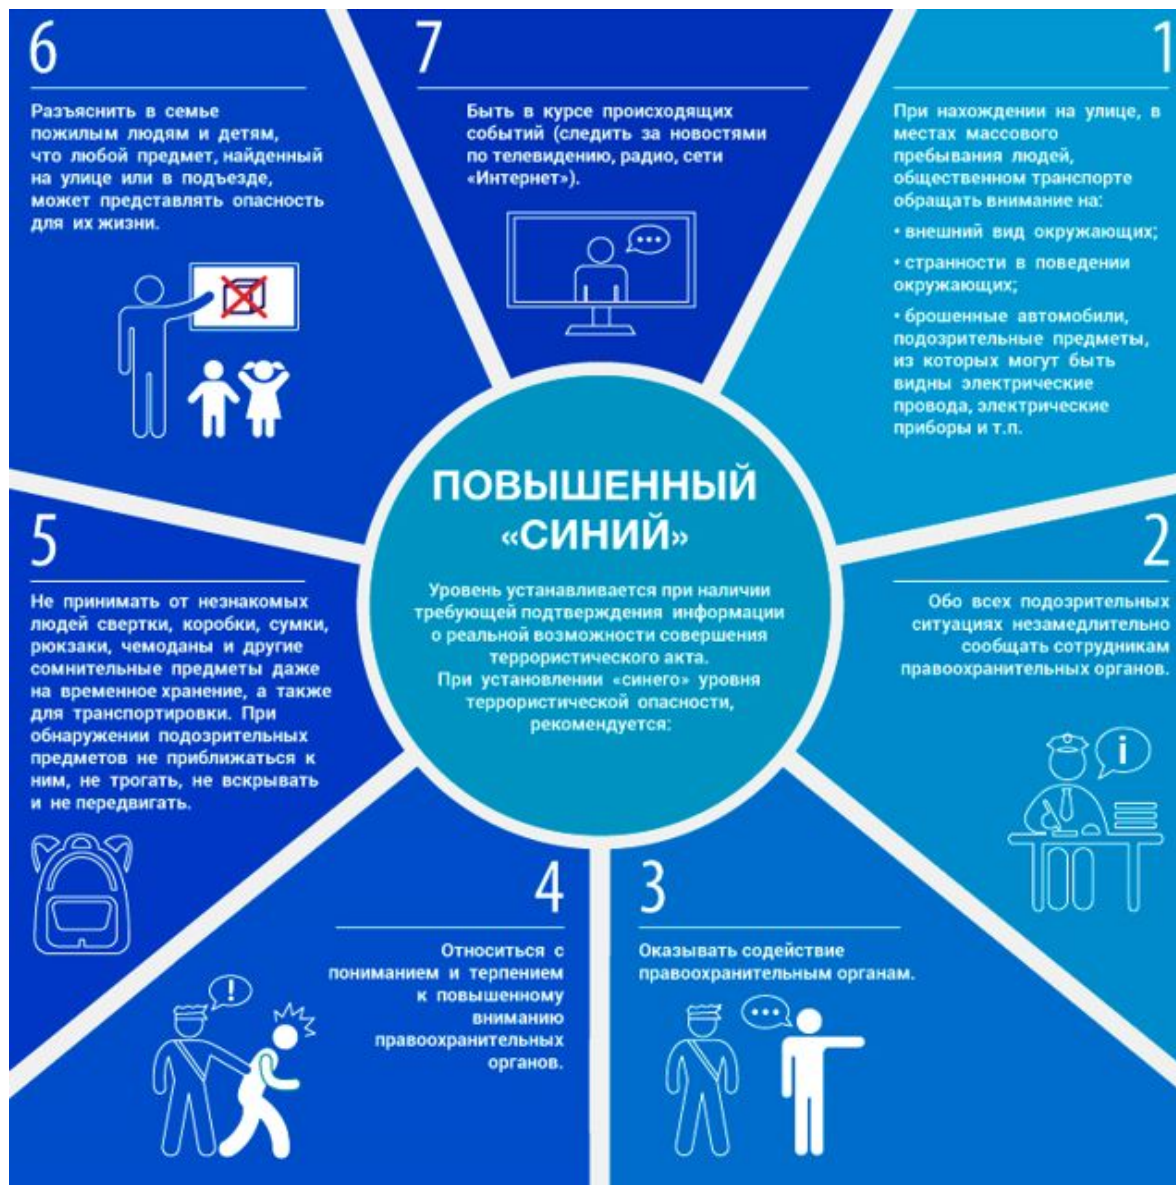 ПОВЫШЕННЫЙ
«СИНИЙ»
Уровень устанавливается при наличии
требующей подтверждения информации
о реальной возможности совершения
террористического акта.
При установлении «синего» уровня
террористической опасности,
рекомендуется:
1
При нахождении на улице, в
местах массового
пребывания людей,
общественном транспорте
обращать внимание на:
• внешний вид окружающих;
• странности в поведении
окружающих;
• брошенные автомобили,
подозрительные предметы,
из которых могут быть
видны электрические
провода, электрические
приборы и т.п.
2
Обо всех подозрительных
ситуациях незамедлительно
сообщать сотрудникам
правоохранительных органов.
i
3
Оказывать содействие
правоохранительным органам.
4
Относиться с
пониманием и терпением
к повышенному
вниманию
правоохранительных
органов.
!
5
Не принимать от незнакомых
людей свертки, коробки, сумки,
рюкзаки, чемоданы и другие
сомнительные предметы даже
на временное хранение, а также
для транспортировки. При
обнаружении подозрительных
предметов не приближаться к
ним, не трогать, не вскрывать
и не передвигать.
6
Разъяснить в семье
пожилым людям и детям,
что любой предмет, найденный
на улице или в подъезде,
может представлять опасность
для их жизни.
7
Быть в курсе происходящих
событий (следить за новостями
по телевидению, радио, сети
«Интернет»).